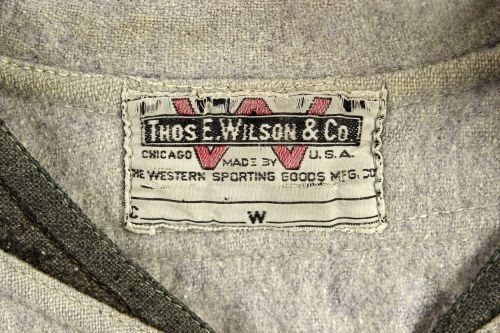 THOS E. WILSON & CO.
CHICAGO MADE BY U.S.A.
THE WESTERN SPORTING GOODS MFG. CO.
W